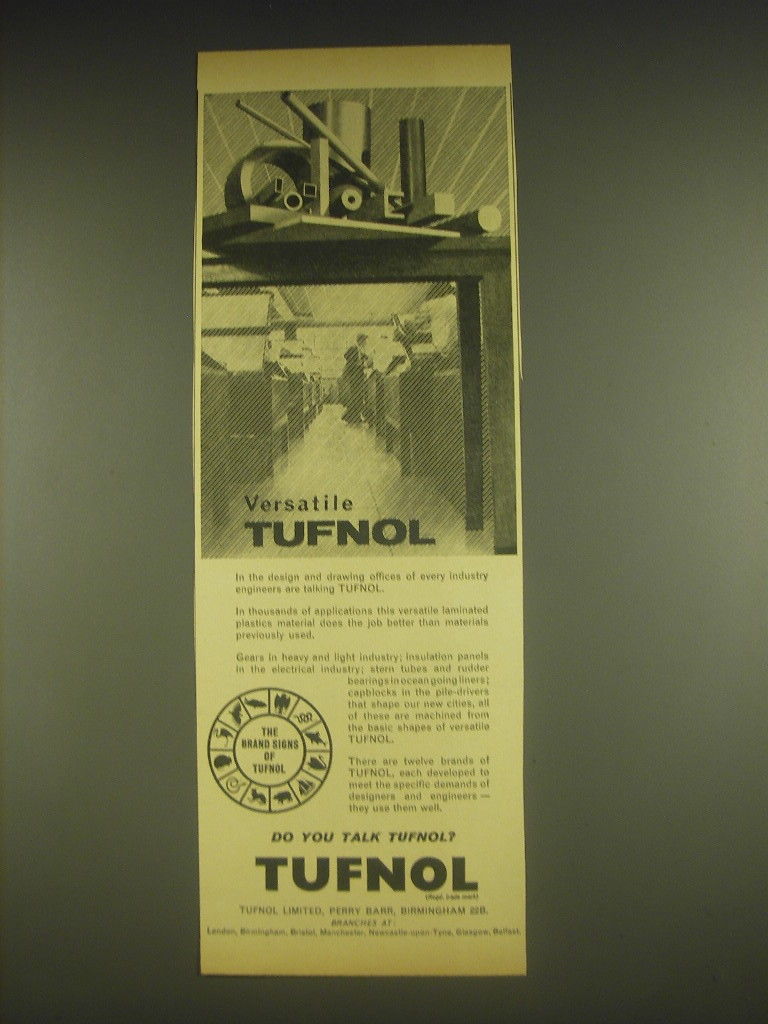 Versatile
TUFNOL
In the design and drawing offices of every industry
engineers are talking TUFNOL.
In thousands of applications this versatile laminated
plastics material does the job better than materials
previously used.
Gears in heavy and light industry; insulation panels
in the electrical industry; stern tubes and rudder
bearings in ocean going liners;
capblocks in the pile-drivers
that shape our new cities, all
of these are machined from
the basic shapes of versatile
TUFNOL.
THE
BRAND SIGNS
OF
TUFNOL
There are twelve brands of
TUFNOL, each developed to
meet the specific demands of
designers and engineers —
they use them well.
DO YOU TALK TUFNOL?
TUFNOL
(Regd. trade mark)
TUFNOL LIMITED, PERRY BARR, BIRMINGHAM 22B.
BRANCHES AT:
London, Birmingham, Bristol, Manchester, Newcastle-upon-Tyne, Glasgow, Belfast.